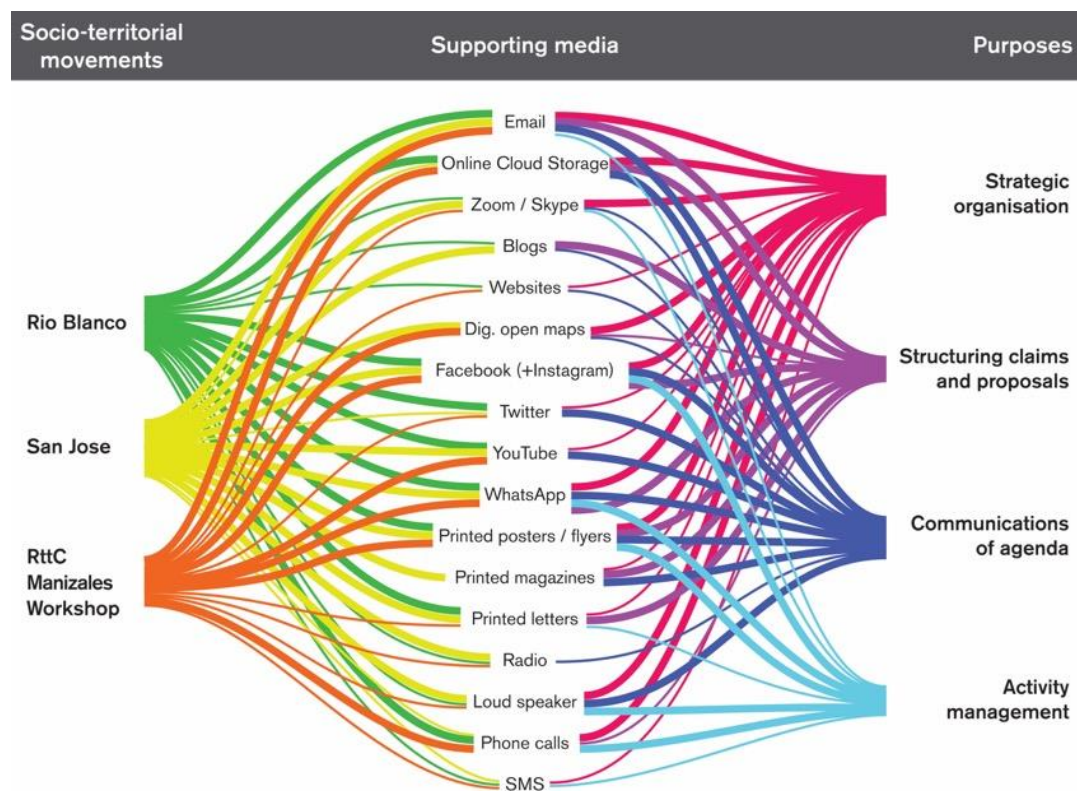 Socio-territorial
movements
Supporting media
Purposes
Rio Blanco
San Jose
RttC
Manizales
Workshop
Email
Online Cloud Storage
Zoom / Skype
Blogs
Websites
Dig. open maps
Facebook (+Instagram)
Twitter
YouTube
WhatsApp
Printed posters / flyers
Printed magazines
Printed letters
Radio
Loud speaker
Phone calls
SMS
Strategic
organisation
Structuring claims
and proposals
Communications
of agenda
Activity
management